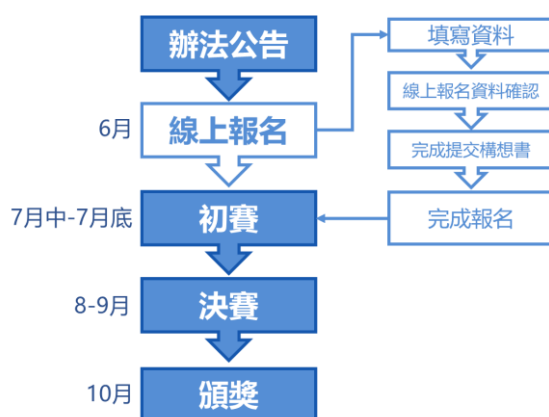 辦法公告
6月
線上報名
7月中-7月底
初賽
8-9月
決賽
10月
頒獎
填寫資料
線上報名資料確認
完成提交構想書
完成報名